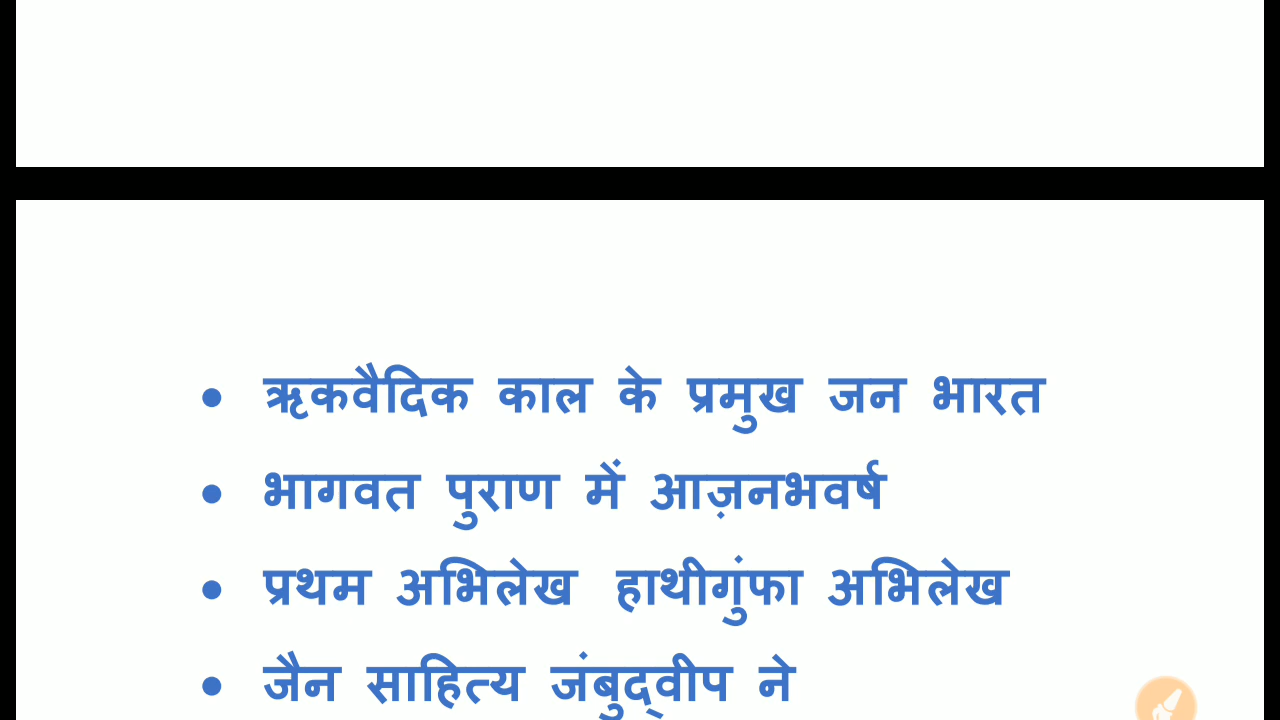 • ऋकवैदिक काल के प्रमुख जन भारत
• भागवत पुराण में आज़नभवर्ष
• प्रथम अभिलेख हाथीगुंफा अभिलेख
• जैन साहित्य जंबुद्वीप ने